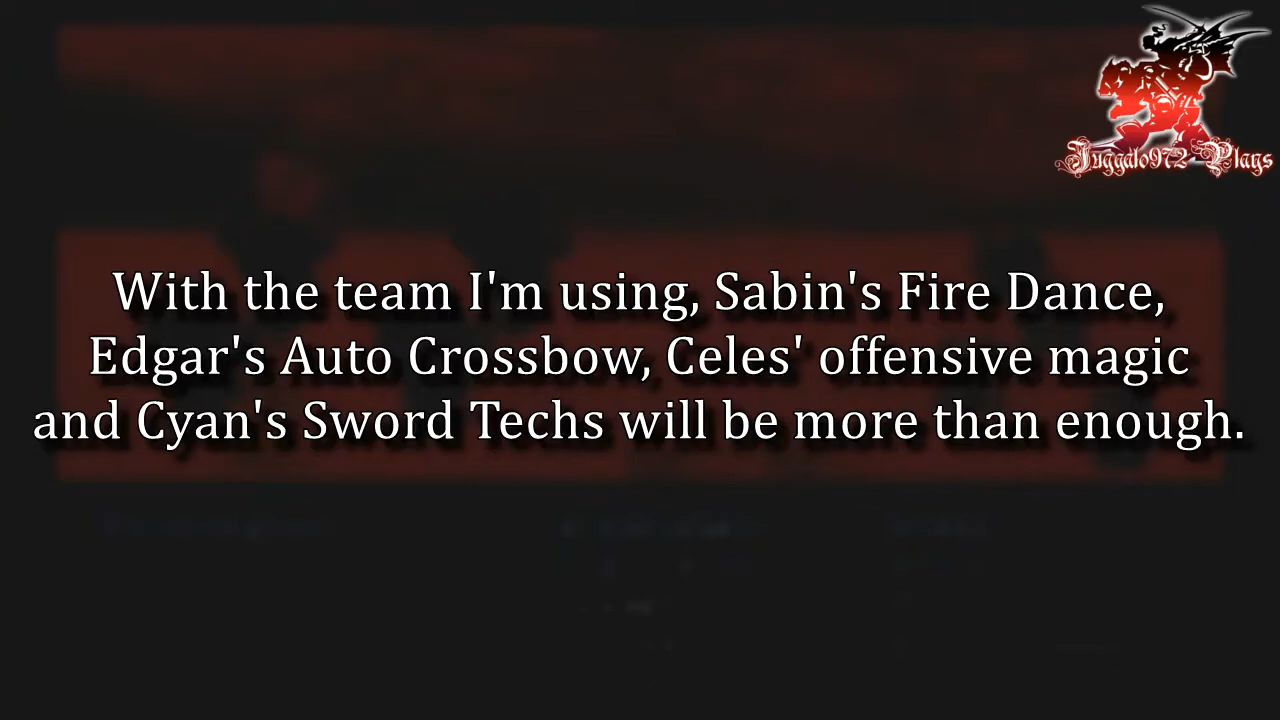 Juggalo972 Plays
With the team I'm using, Sabin's Fire Dance,
Edgar's Auto Crossbow, Celes' offensive magic
and Cyan's Sword Techs will be more than enough.